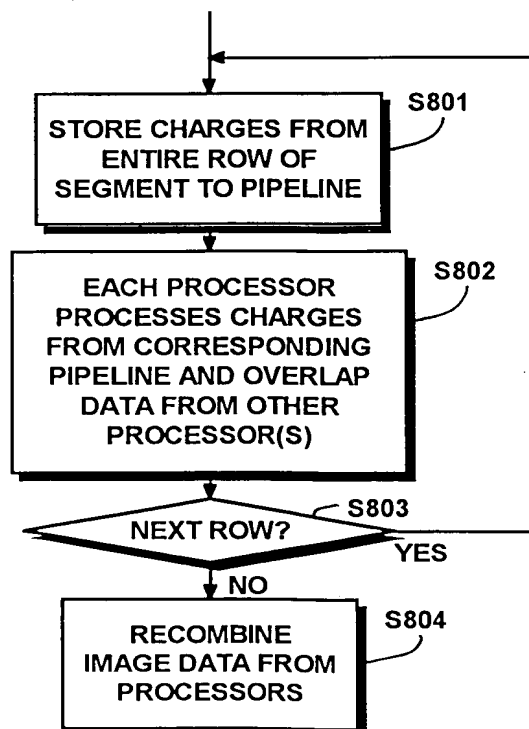 S801
STORE CHARGES FROM
ENTIRE ROW OF
SEGMENT TO PIPELINE
S802
EACH PROCESSOR
PROCESSES CHARGES
FROM CORRESPONDING
PIPELINE AND OVERLAP
DATA FROM OTHER
PROCESSOR(S)
S803
NEXT ROW?
YES
NO
S804
RECOMBINE
IMAGE DATA FROM
PROCESSORS